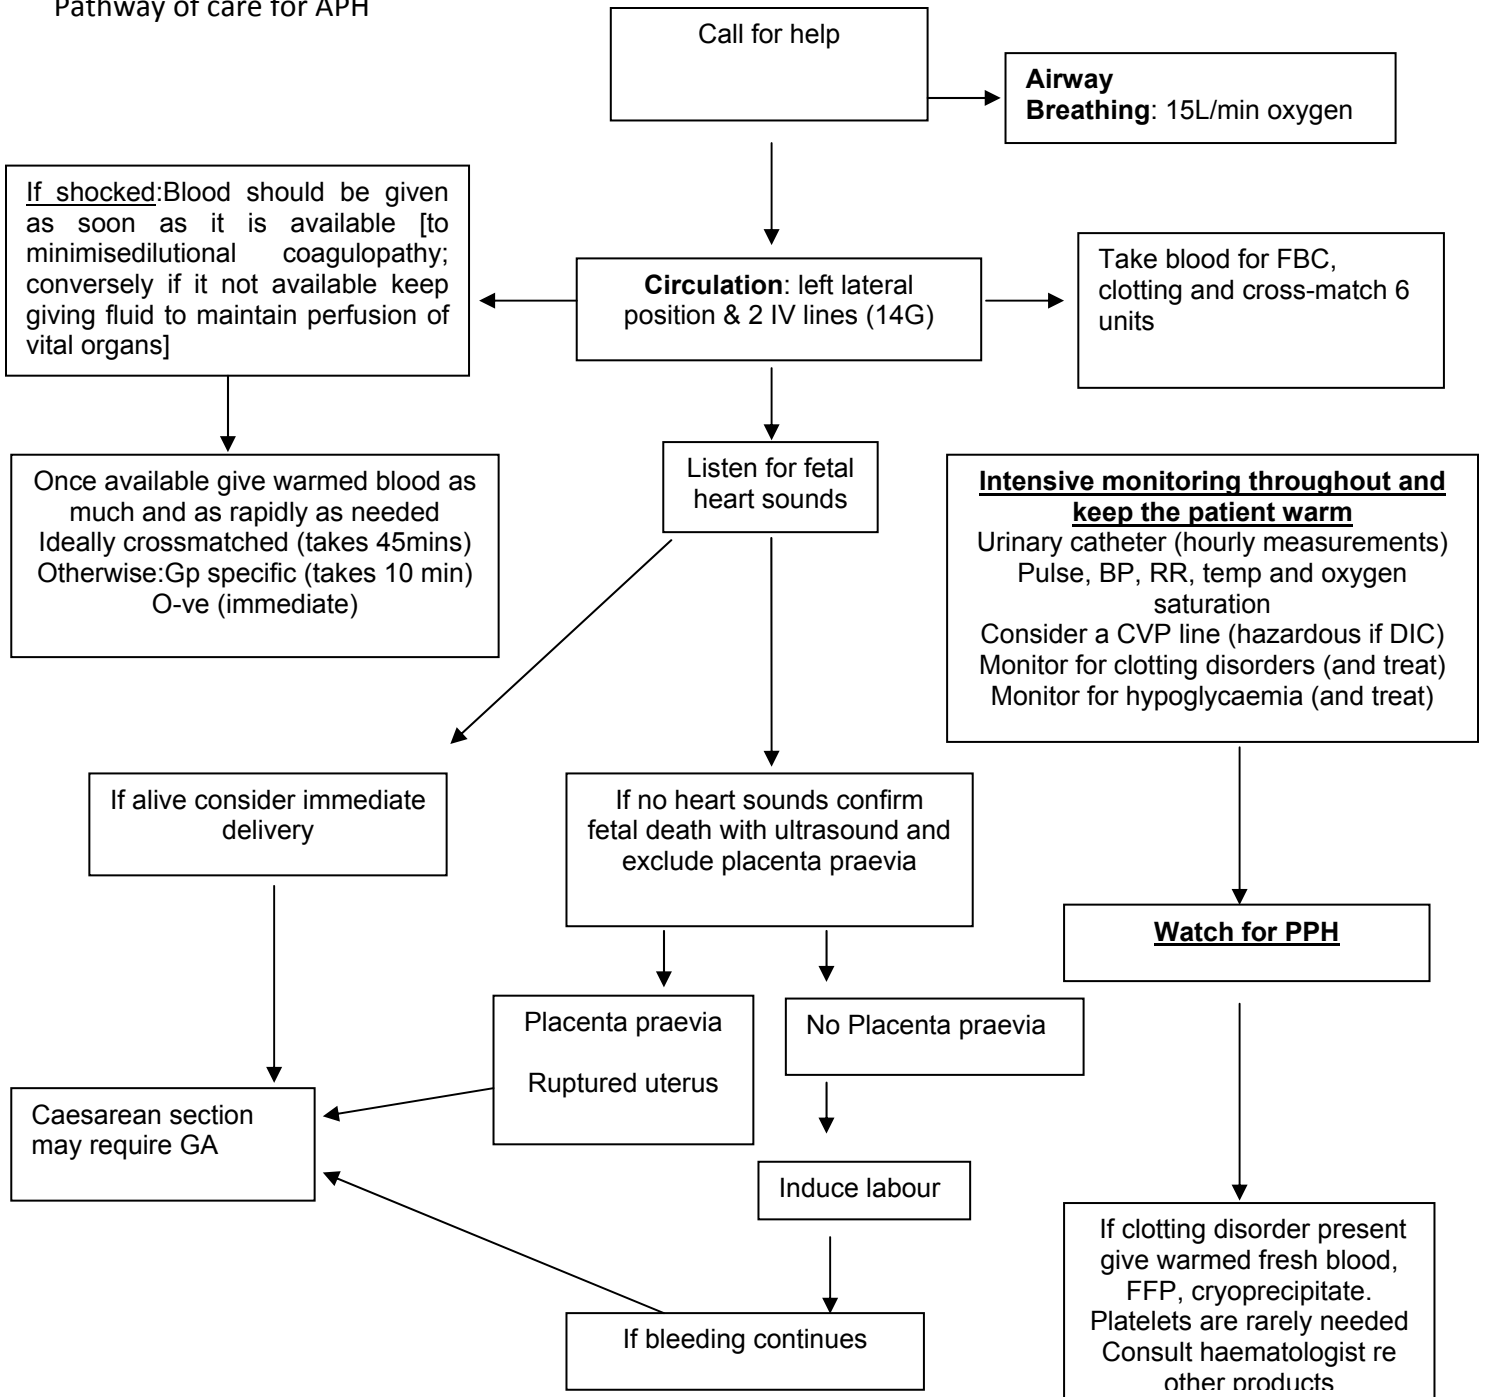 Pathway of care for APH
Call for help
Airway
Breathing: 15L/min oxygen
If shocked:Blood should be given
as soon as it is available [to
minimisedilutional coagulopathy;
conversely if it not available keep
giving fluid to maintain perfusion of
vital organs]
Circulation: left lateral
position & 2 IV lines (14G)
Take blood for FBC,
clotting and cross-match 6
units
Once available give warmed blood as
much and as rapidly as needed
Ideally crossmatched (takes 45mins)
Otherwise:Gp specific (takes 10 min)
O-ve (immediate)
Listen for fetal
heart sounds
Intensive monitoring throughout and
keep the patient warm
Urinary catheter (hourly measurements)
Pulse, BP, RR, temp and oxygen
saturation
Consider a CVP line (hazardous if DIC)
Monitor for clotting disorders (and treat)
Monitor for hypoglycaemia (and treat)
If alive consider immediate
delivery
If no heart sounds confirm
fetal death with ultrasound and
exclude placenta praevia
Watch for PPH
Placenta praevia
Ruptured uterus
No Placenta praevia
Caesarean section
may require GA
Induce labour
If bleeding continues
If clotting disorder present
give warmed fresh blood,
FFP, cryoprecipitate.
Platelets are rarely needed
Consult haematologist re
other products